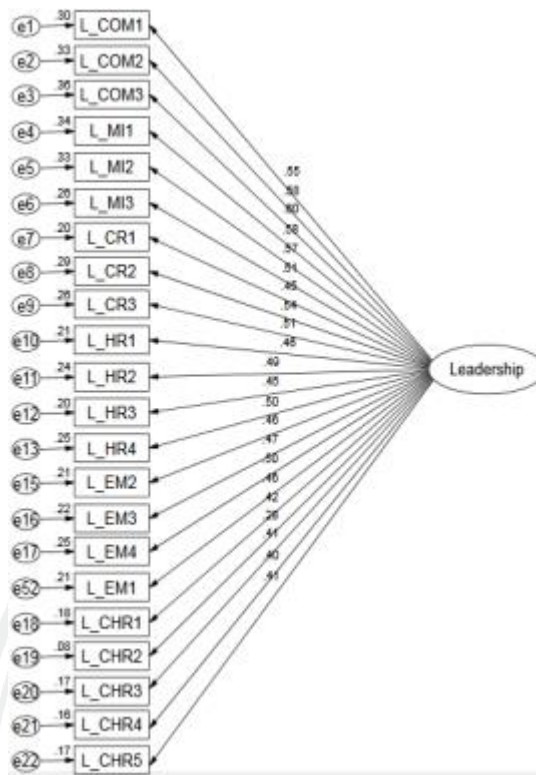 e1 .30 L_COM1
e2 .33 L_COM2
e3 .36 L_COM3
e4 .34 L_MI1
e5 .33 L_MI2
e6 .26 L_MI3
e7 .20 L_CR1
e8 .29 L_CR2
e9 .26 L_CR3
e10 .21 L_HR1
e11 .24 L_HR2
e12 .20 L_HR3
e13 .25 L_HR4
e15 .21 L_EM2
e16 .22 L_EM3
e17 .25 L_EM4
e52 .21 L_EM1
e18 .18 L_CHR1
e19 .08 L_CHR2
e20 .17 L_CHR3
e21 .16 L_CHR4
e22 .17 L_CHR5
.55
.58
.60
.58
.57
.51
.45
.54
.51
.46
.49
.45
.50
.46
.47
.50
.46
.42
.41
.40
.41
Leadership